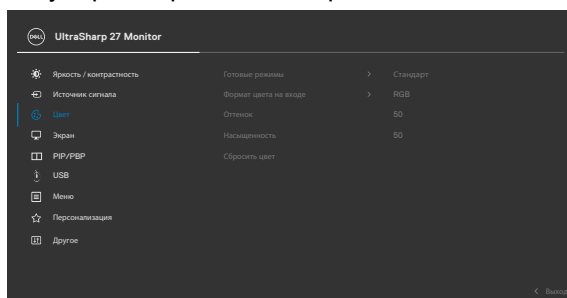 DELL UltraSharp 27 Monitor
Яркость / контрастность Готовые режимы > Стандарт
Источник сигнала Формат цвета на входе > RGB
Цвет Оттенок 50
Экран Насыщенность 50
PIP/PBP Сбросить цвет
USB
Меню
Персонализация
Другое
< Выход